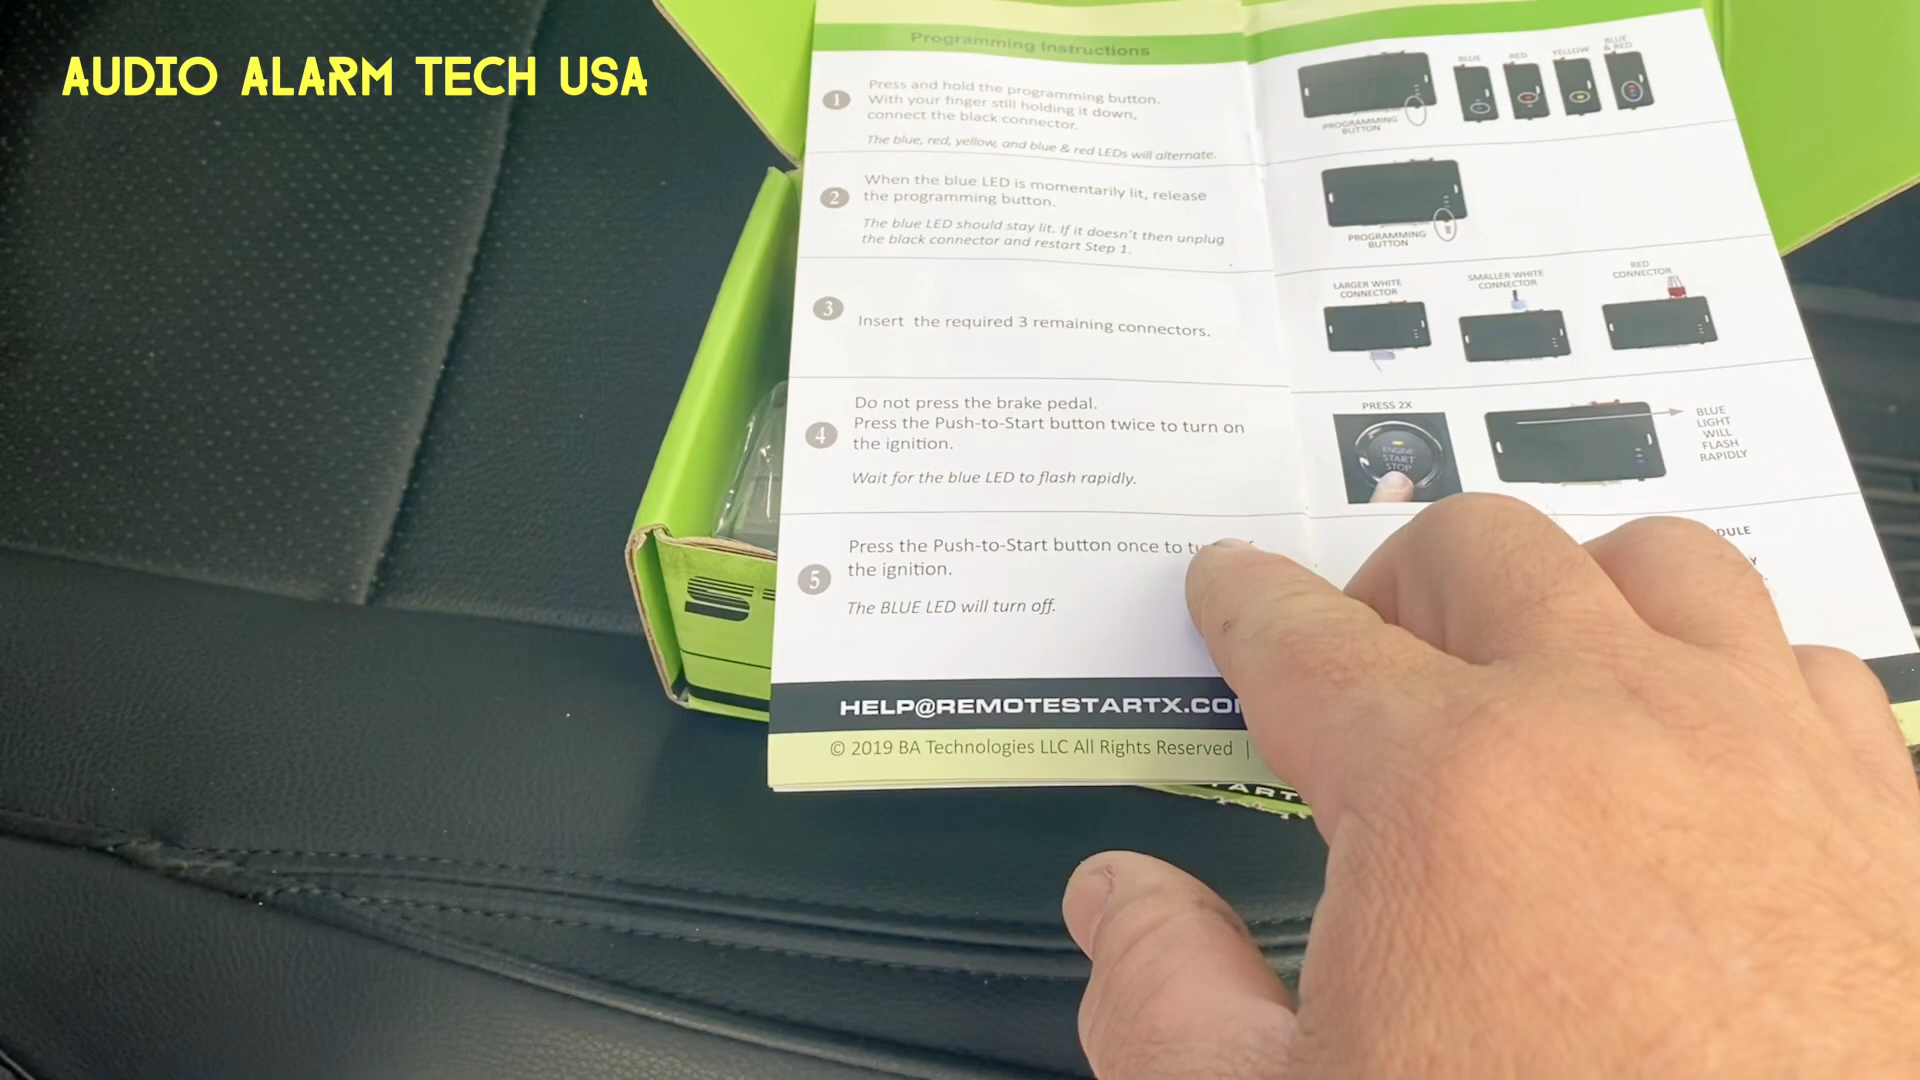 AUDIO ALARM TECH USA
Programming Instructions
1
Press and hold the programming button.
With your finger still holding it down,
connect the black connector.
The blue, red, yellow, and blue & red LEDs will alternate.
PROGRAMMING
BUTTON
BLUE
RED
YELLOW
BLUE
& RED
2
When the blue LED is momentarily lit, release
the programming button.
The blue LED should stay lit. If it doesn't then unplug
the black connector and restart Step 1.
PROGRAMMING
BUTTON
3
Insert the required 3 remaining connectors.
LARGER WHITE
CONNECTOR
SMALLER WHITE
CONNECTOR
RED
CONNECTOR
4
Do not press the brake pedal.
Press the Push-to-Start button twice to turn on
the ignition.
Wait for the blue LED to flash rapidly.
PRESS 2X
ENGINE
START
STOP
BLUE
LIGHT
WILL
FLASH
RAPIDLY
5
Press the Push-to-Start button once to
the ignition.
The BLUE LED will turn off.
HELP@REMOTESTARTX.CO
© 2019 BA Technologies LLC All Rights Reserved |